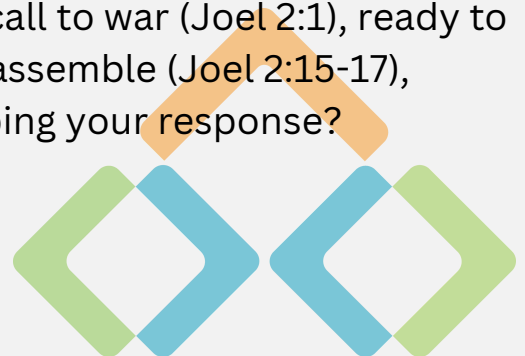 call to war (Joel 2:1), ready to
assemble (Joel 2:15-17),
your response?